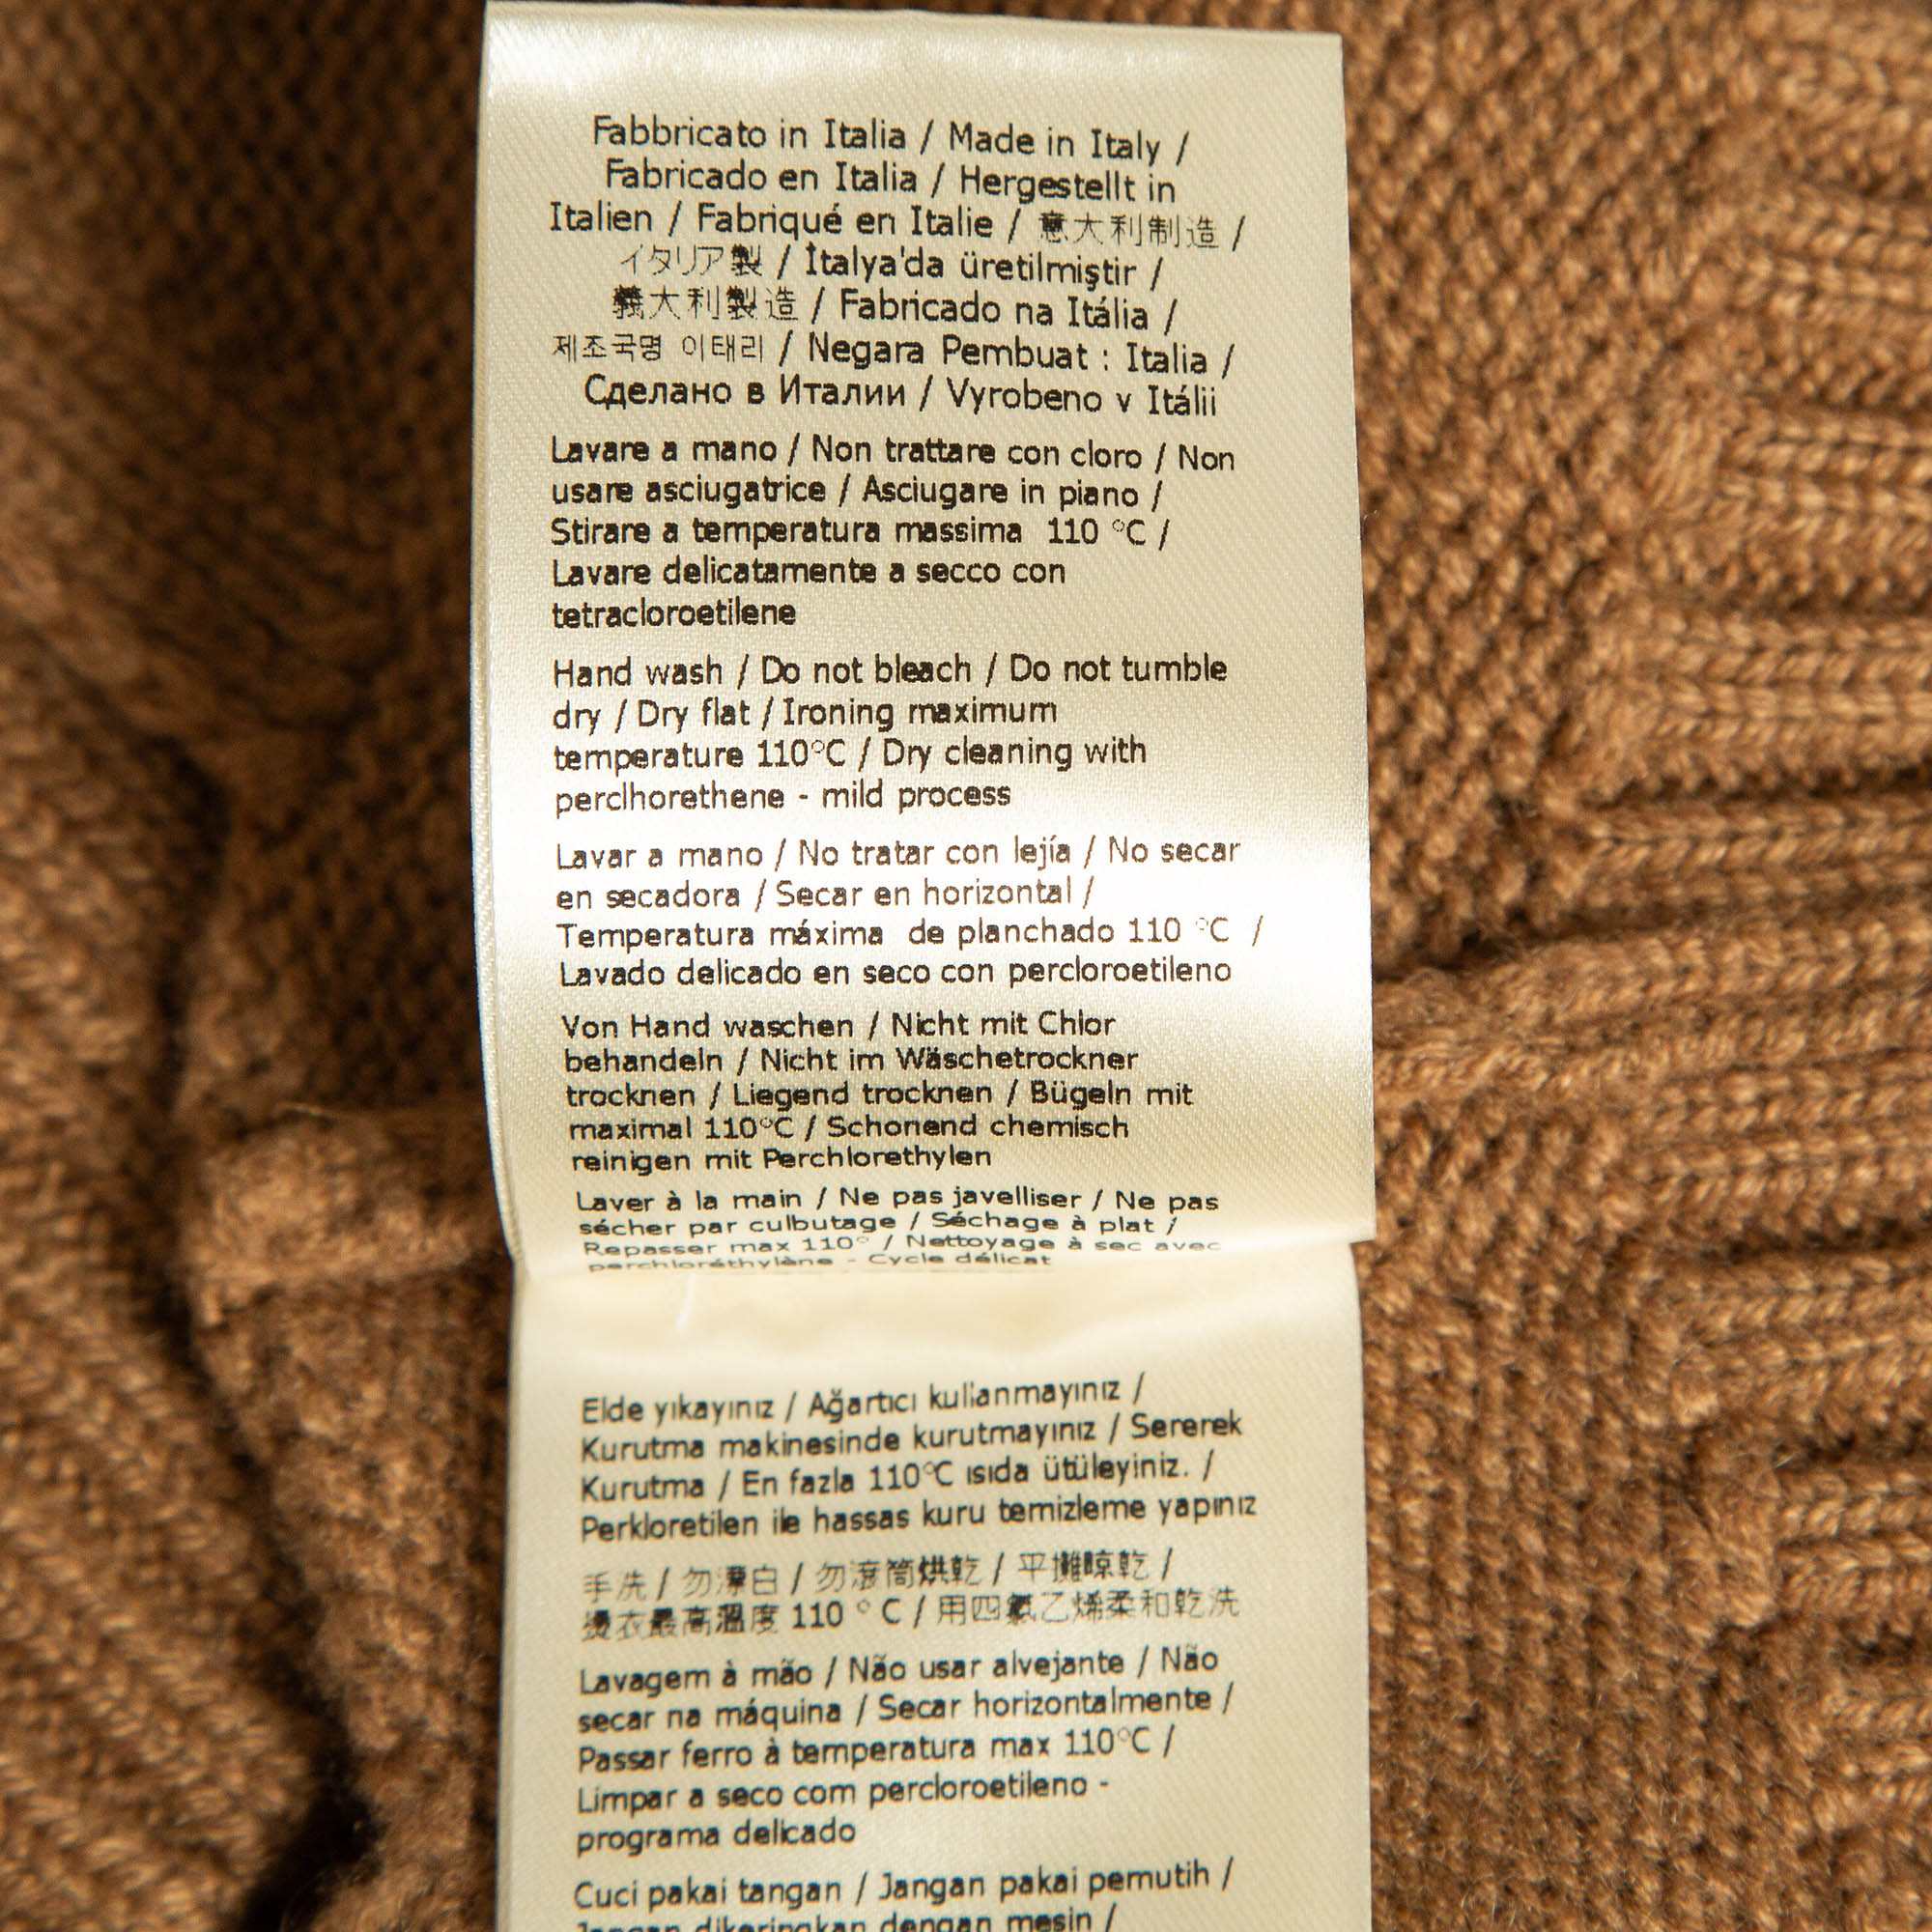 Fabbricato in Italia / Made in Italy /
Fabricado en Italia / Hergestellt in
Italien / Fabriqué en Italie / 意大利制造 /
イタリア製 / İtalya'da üretilmiştir /
義大利製造 / Fabricado na Itália /
제조국명 이태리 / Negara Pembuat : Italia /
Сделано в Италии / Vyrobeno v Itálii
Lavare a mano / Non trattare con cloro / Non
usare asciugatrice / Asciugare in piano /
Stirare a temperatura massima 110 °C /
Lavare delicatamente a secco con
tetracloroetilene
Hand wash / Do not bleach / Do not tumble
dry / Dry flat / Ironing maximum
temperature 110°C / Dry cleaning with
perclhorethene - mild process
Lavar a mano / No tratar con lejía / No secar
en secadora / Secar en horizontal /
Temperatura máxima de planchado 110 °C /
Lavado delicado en seco con percloroetileno
Von Hand waschen / Nicht mit Chlor
behandeln / Nicht im Wäschetrockner
trocknen / Liegend trocknen / Bügeln mit
maximal 110°C / Schonend chemisch
reinigen mit Perchlorethylen
Laver à la main / Ne pas javelliser / Ne pas
sécher par culbutage / Séchage à plat /
Repasser max 110° / Nettoyage à sec avec
perchloréthylène - Cycle délicat
Elde yıkayınız / Ağartıcı kullanmayınız /
Kurutma makinesinde kurutmayınız / Sererek
Kurutma / En fazla 110°C ısıda ütüleyiniz. /
Perkloretilen ile hassas kuru temizleme yapınız
手洗 / 勿漂白 / 勿滾筒烘乾 / 平攤晾乾 /
燙衣最高溫度 110 ° C / 用四氯乙烯柔和乾洗
Lavagem à mão / Não usar alvejante / Não
secar na máquina / Secar horizontalmente /
Passar ferro à temperatura max 110°C /
Limpar a seco com percloroetileno -
programa delicado
Cuci pakai tangan / Jangan pakai pemutih /
Jangan dikeringkan dengan mesin /